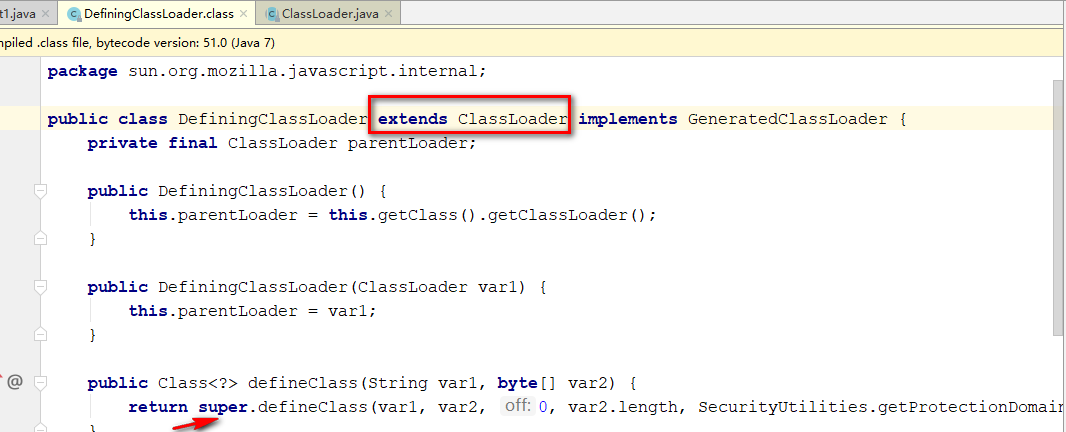 t1.java × DefiningClassLoader.class × ClassLoader.java ×
mpiled .class file, bytecode version: 51.0 (Java 7)
package sun.org.mozilla.javascript.internal;
public class DefiningClassLoader extends ClassLoader implements GeneratedClassLoader {
private final ClassLoader parentLoader;
public DefiningClassLoader() {
this.parentLoader = this.getClass().getClassLoader();
}
public DefiningClassLoader(ClassLoader var1) {
this.parentLoader = var1;
}
@ public Class<?> defineClass(String var1, byte[] var2) {
return super.defineClass(var1, var2, off: 0, var2.length, SecurityUtilities.getProtectionDomain
}